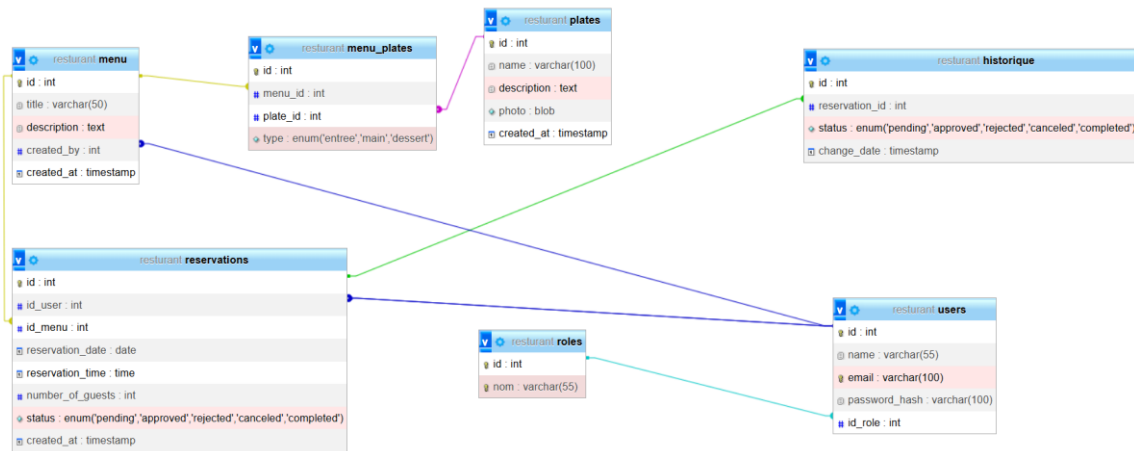 resturant menu
id : int
title : varchar(50)
description : text
created_by : int
created_at : timestamp
resturant menu_plates
id : int
menu_id : int
plate_id : int
type : enum('entree','main','dessert')
resturant plates
id : int
name : varchar(100)
description : text
photo : blob
created_at : timestamp
resturant historique
id : int
reservation_id : int
status : enum('pending','approved','rejected','canceled','completed')
change_date : timestamp
resturant reservations
id : int
id_user : int
id_menu : int
reservation_date : date
reservation_time : time
number_of_guests : int
status : enum('pending','approved','rejected','canceled','completed')
created_at : timestamp
resturant roles
id : int
nom : varchar(55)
resturant users
id : int
name : varchar(55)
email : varchar(100)
password_hash : varchar(100)
id_role : int